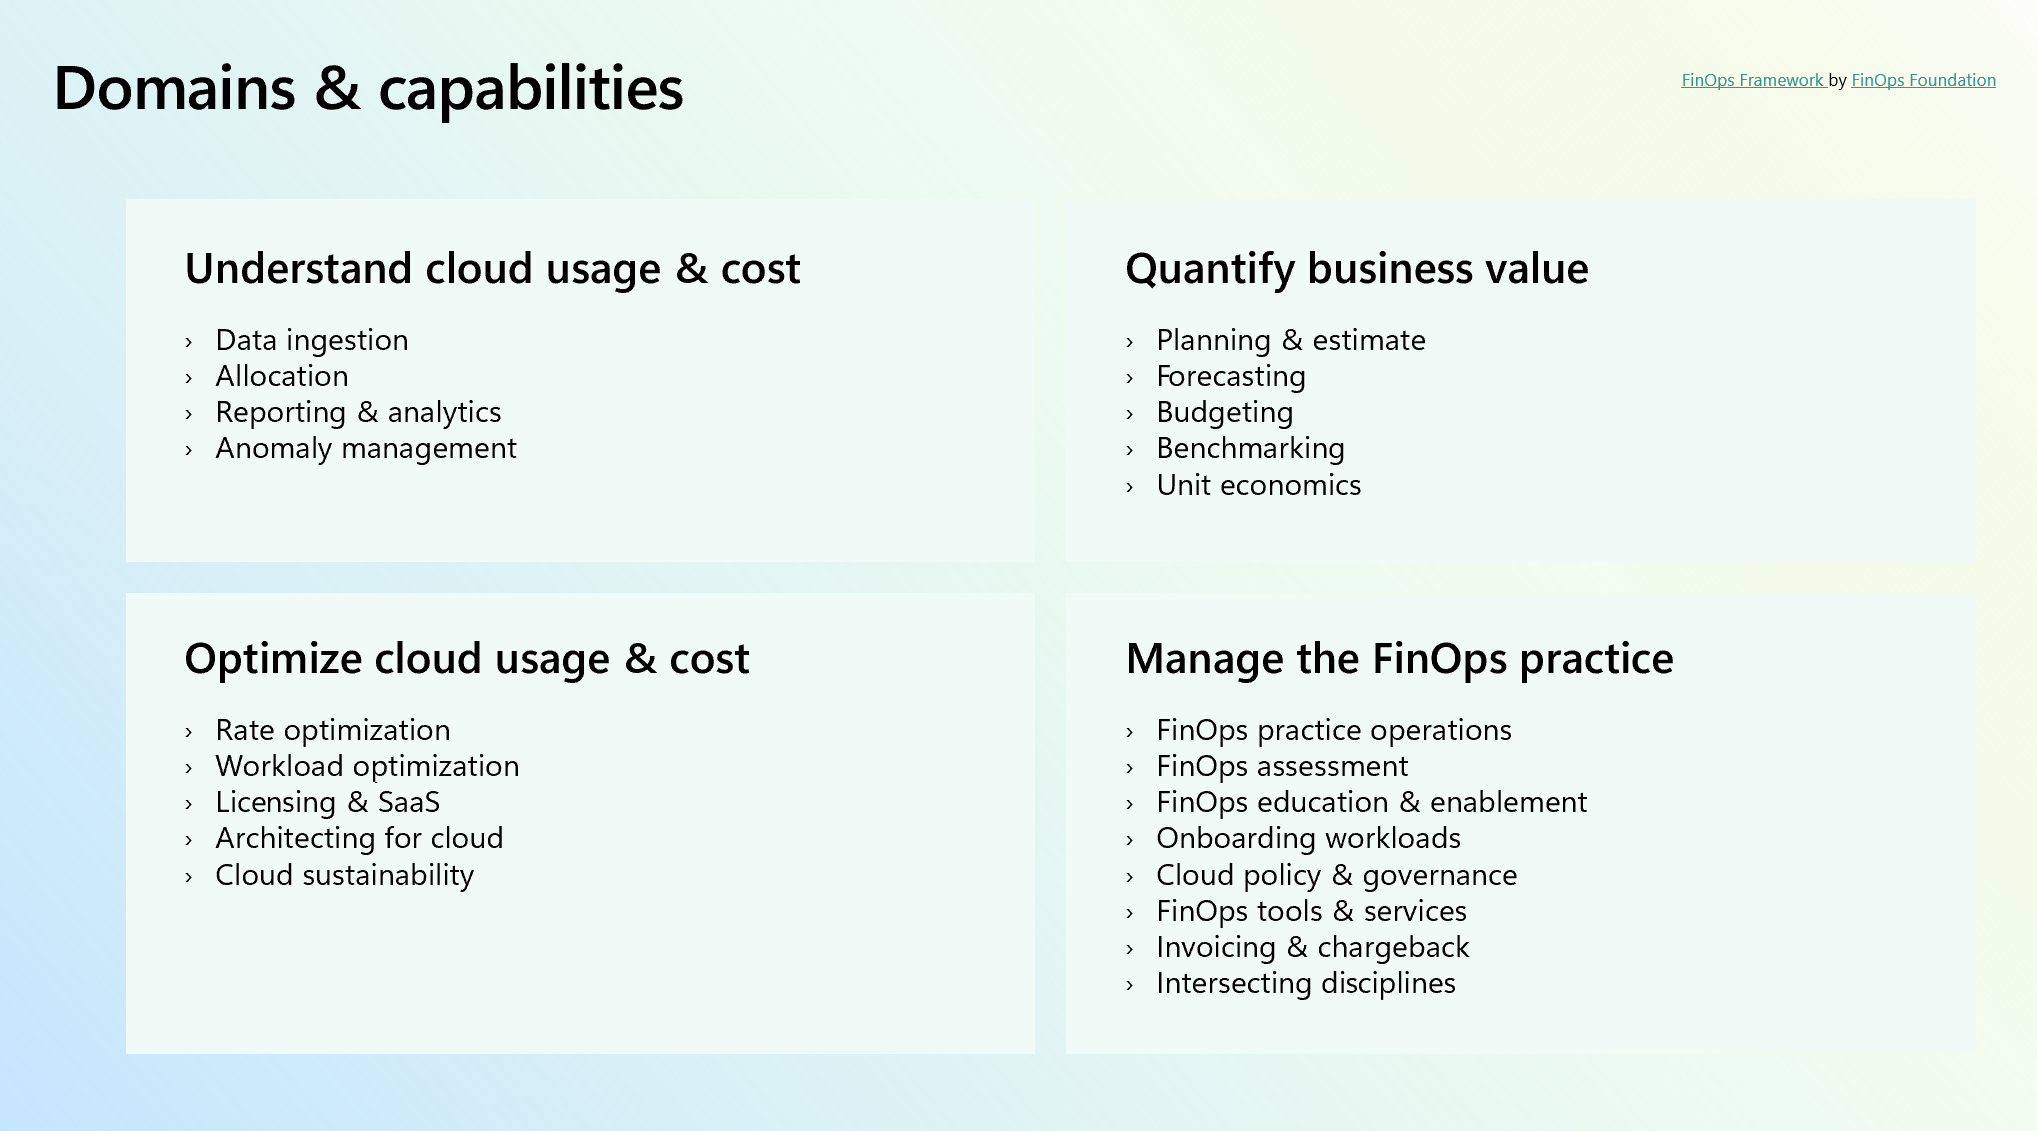 Domains & capabilities
FinOps Framework by FinOps Foundation
Understand cloud usage & cost
› Data ingestion
› Allocation
› Reporting & analytics
› Anomaly management
Quantify business value
› Planning & estimate
› Forecasting
› Budgeting
› Benchmarking
› Unit economics
Optimize cloud usage & cost
› Rate optimization
› Workload optimization
› Licensing & SaaS
› Architecting for cloud
› Cloud sustainability
Manage the FinOps practice
› FinOps practice operations
› FinOps assessment
› FinOps education & enablement
› Onboarding workloads
› Cloud policy & governance
› FinOps tools & services
› Invoicing & chargeback
› Intersecting disciplines